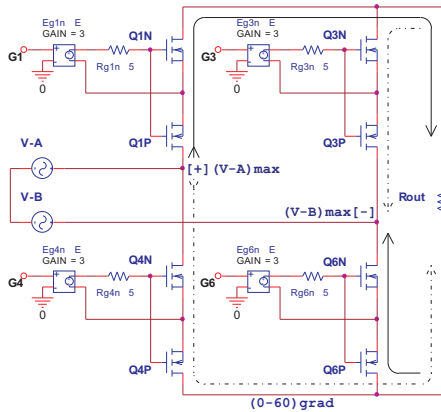 Eg1n E
GAIN = 3
Q1N
G1
Rg1n 5
0
Q1P
Eg3n E
GAIN = 3
Q3N
G3
Rg3n 5
0
Q3P
V-A
[+](V-A)max
Rout
V-B
(V-B)max[-]
Eg4n E
GAIN = 3
Q4N
G4
Rg4n 5
0
Q4P
Eg6n E
GAIN = 3
Q6N
G6
Rg6n 5
0
Q6P
(0-60)grad